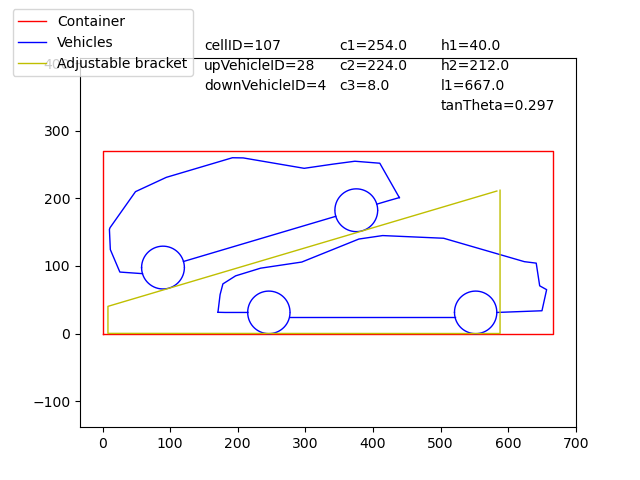 Container
Vehicles
Adjustable bracket
cellID=107 c1=254.0 h1=40.0
upVehicleID=28 c2=224.0 h2=212.0
downVehicleID=4 c3=8.0 l1=667.0
tanTheta=0.297
400
300
200
100
0
−100
0 100 200 300 400 500 600 700